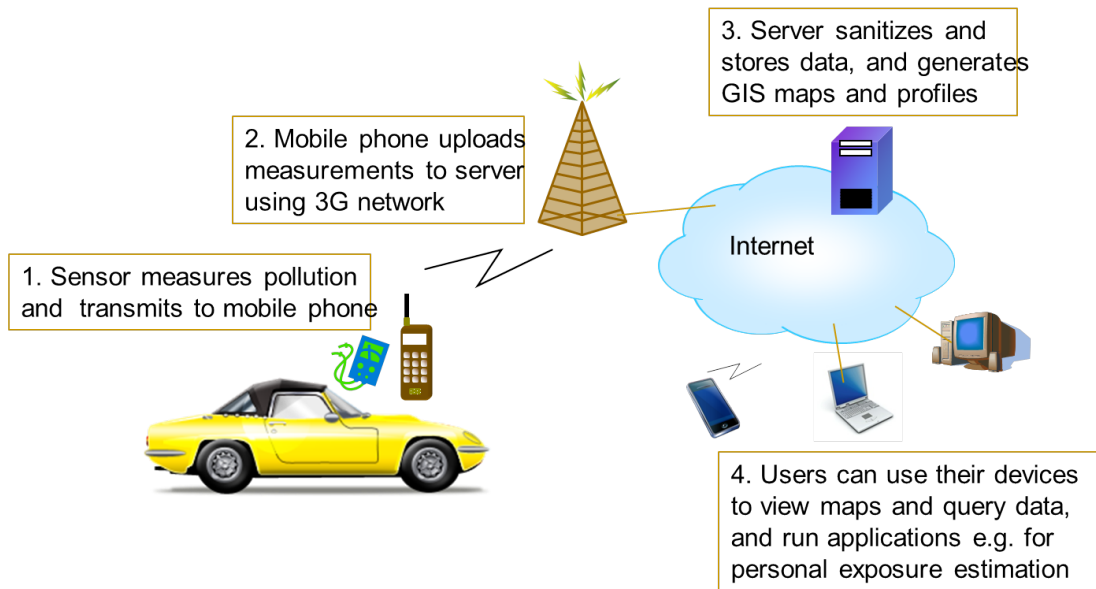 1. Sensor measures pollution
and  transmits to mobile phone
2. Mobile phone uploads
measurements to server
using 3G network
3. Server sanitizes and
stores data, and generates
GIS maps and profiles
Internet
4. Users can use their devices
to view maps and query data,
and run applications e.g. for
personal exposure estimation